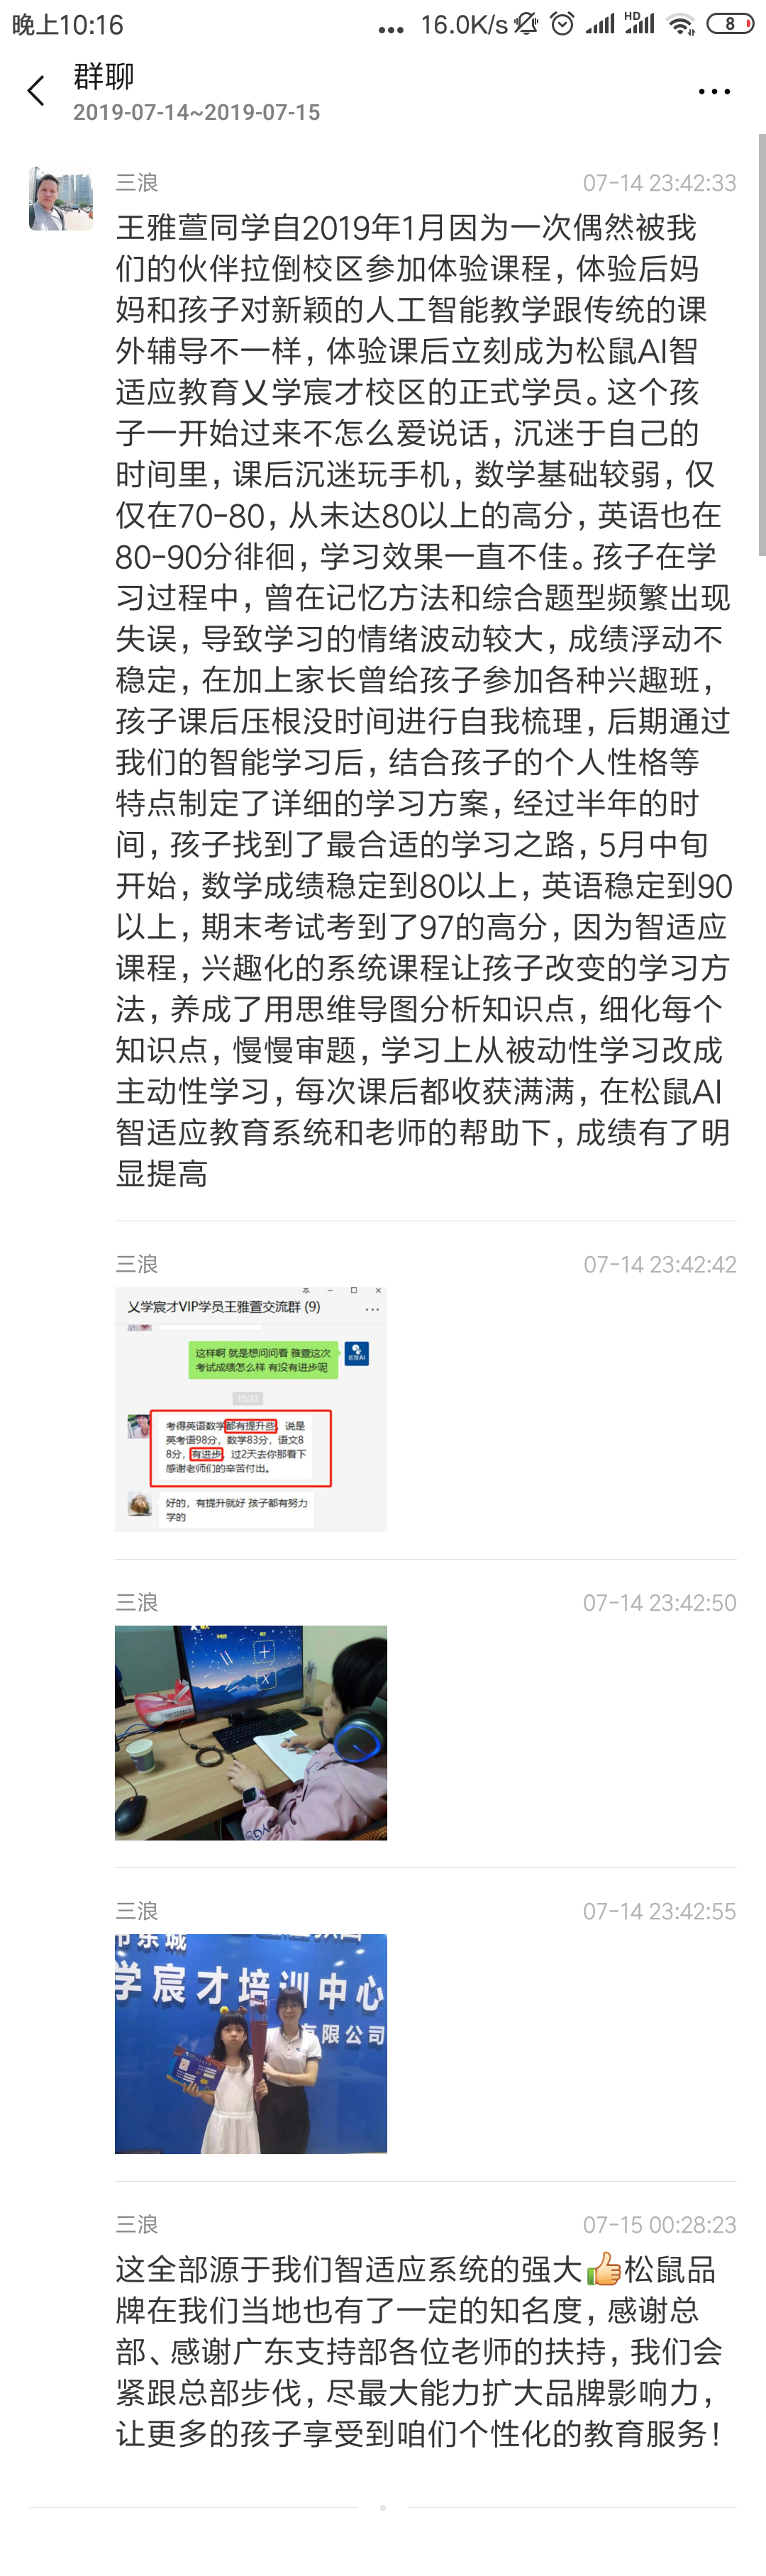 晚上10:16
... 16.0K/s HD 8
群聊
2019-07-14~2019-07-15
三浪 07-14 23:42:33
王雅萱同学自2019年1月因为一次偶然被我
们的伙伴拉倒校区参加体验课程，体验后妈
妈和孩子对新颖的人工智能教学跟传统的课
外辅导不一样，体验课后立刻成为松鼠AI智
适应教育乂学宸才校区的正式学员。这个孩
子一开始过来不怎么爱说话，沉迷于自己的
时间里，课后沉迷玩手机，数学基础较弱，仅
仅在70-80，从未达80以上的高分，英语也在
80-90分徘徊，学习效果一直不佳。孩子在学
习过程中，曾在记忆方法和综合题型频繁出现
失误，导致学习的情绪波动较大，成绩浮动不
稳定，在加上家长曾给孩子参加各种兴趣班，
孩子课后压根没时间进行自我梳理，后期通过
我们的智能学习后，结合孩子的个人性格等
特点制定了详细的学习方案，经过半年的时
间，孩子找到了最合适的学习之路，5月中旬
开始，数学成绩稳定到80以上，英语稳定到90
以上，期末考试考到了97的高分，因为智适应
课程，兴趣化的系统课程让孩子改变的学习方
法，养成了用思维导图分析知识点，细化每个
知识点，慢慢审题，学习上从被动性学习改成
主动性学习，每次课后都收获满满，在松鼠AI
智适应教育系统和老师的帮助下，成绩有了明
显提高
三浪 07-14 23:42:42
乂学宸才VIP学员王雅萱交流群 (9)
这样啊 就是想问问看 雅萱这次
考试成绩怎么样 有没有进步呢
15:32
考得英语数学都有提升些，说是
英考语98分，数学83分，语文8
8分，有进步，过2天去你那看下
感谢老师们的辛苦付出。
好的，有提升就好 孩子都有努力
学的
三浪 07-14 23:42:50
三浪 07-14 23:42:55
市东城
学宸才培训中心
有限公司
三浪 07-15 00:28:23
这全部源于我们智适应系统的强大👍松鼠品
牌在我们当地也有了一定的知名度，感谢总
部、感谢广东支持部各位老师的扶持，我们会
紧跟总部步伐，尽最大能力扩大品牌影响力，
让更多的孩子享受到咱们个性化的教育服务！